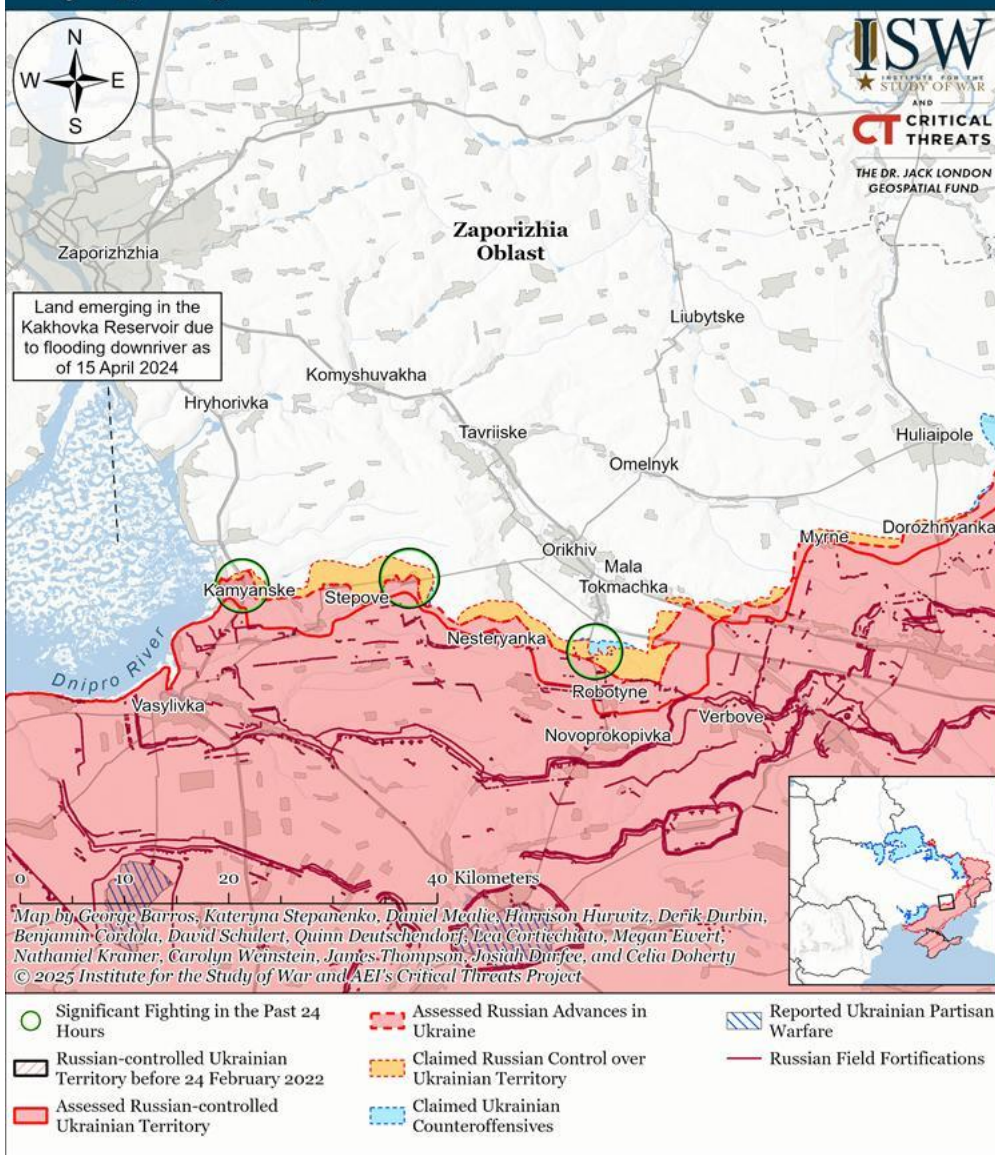 N
W E
S
ISW
INSTITUTE FOR THE
STUDY OF WAR
AND
CT CRITICAL
THREATS
THE DR. JACK LONDON
GEOSPATIAL FUND
Zaporizhia
Oblast
Zaporizhzhia
Land emerging in the
Kakhovka Reservoir due
to flooding downriver as
of 15 April 2024
Liubytske
Komyshuvakha
Hryhorivka
Tavriiske
Huliaipole
Omelnyk
Dorozhnyanka
Myrne
Orikhiv
Mala
Tokmachka
Kamyanske
Stepove
Nesteryanka
Dnipro River
Robotyne
Vasylivka
Verbove
Novoprokopivka
0 10 20 40 Kilometers
Map by George Barros, Kateryna Stepanenko, Daniel Mealie, Harrison Hurwitz, Derik Durbin,
Benjamin Cordola, David Schulert, Quinn Deutschendorf, Lea Corticchiato, Megan Ewert,
Nathaniel Kramer, Carolyn Weinstein, James Thompson, Josiah Durfee, and Celia Doherty
© 2025 Institute for the Study of War and AEI's Critical Threats Project
Significant Fighting in the Past 24
Hours
Russian-controlled Ukrainian
Territory before 24 February 2022
Assessed Russian-controlled
Ukrainian Territory
Assessed Russian Advances in
Ukraine
Claimed Russian Control over
Ukrainian Territory
Claimed Ukrainian
Counteroffensives
Reported Ukrainian Partisan
Warfare
Russian Field Fortifications